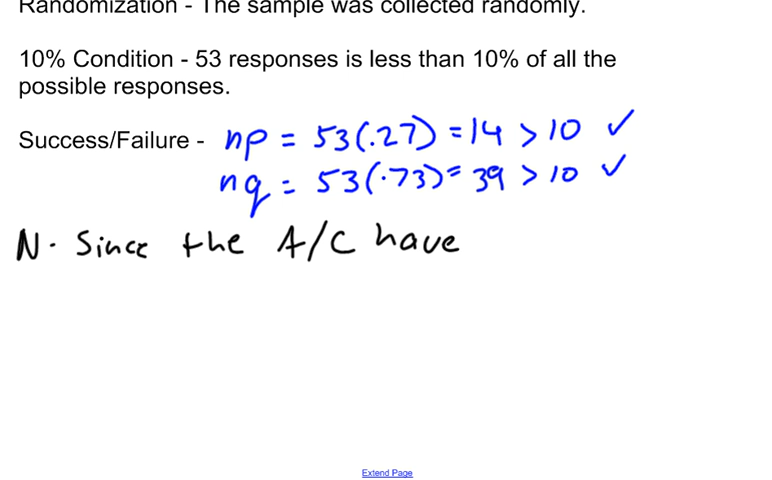 Randomization - The sample was collected randomly.
10% Condition - 53 responses is less than 10% of all the
possible responses.
Success/Failure - np = 53(.27) = 14 > 10 ✓
nq = 53(.73) = 39 > 10 ✓
N. Since the A/C have
Extend Page